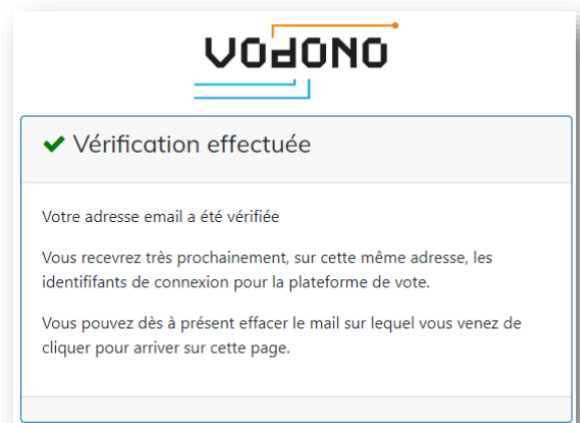 VODONO
Vérification effectuée
Votre adresse email a été vérifiée
Vous recevrez très prochainement, sur cette même adresse, les
identififants de connexion pour la plateforme de vote.
Vous pouvez dès à présent effacer le mail sur lequel vous venez de
cliquer pour arriver sur cette page.